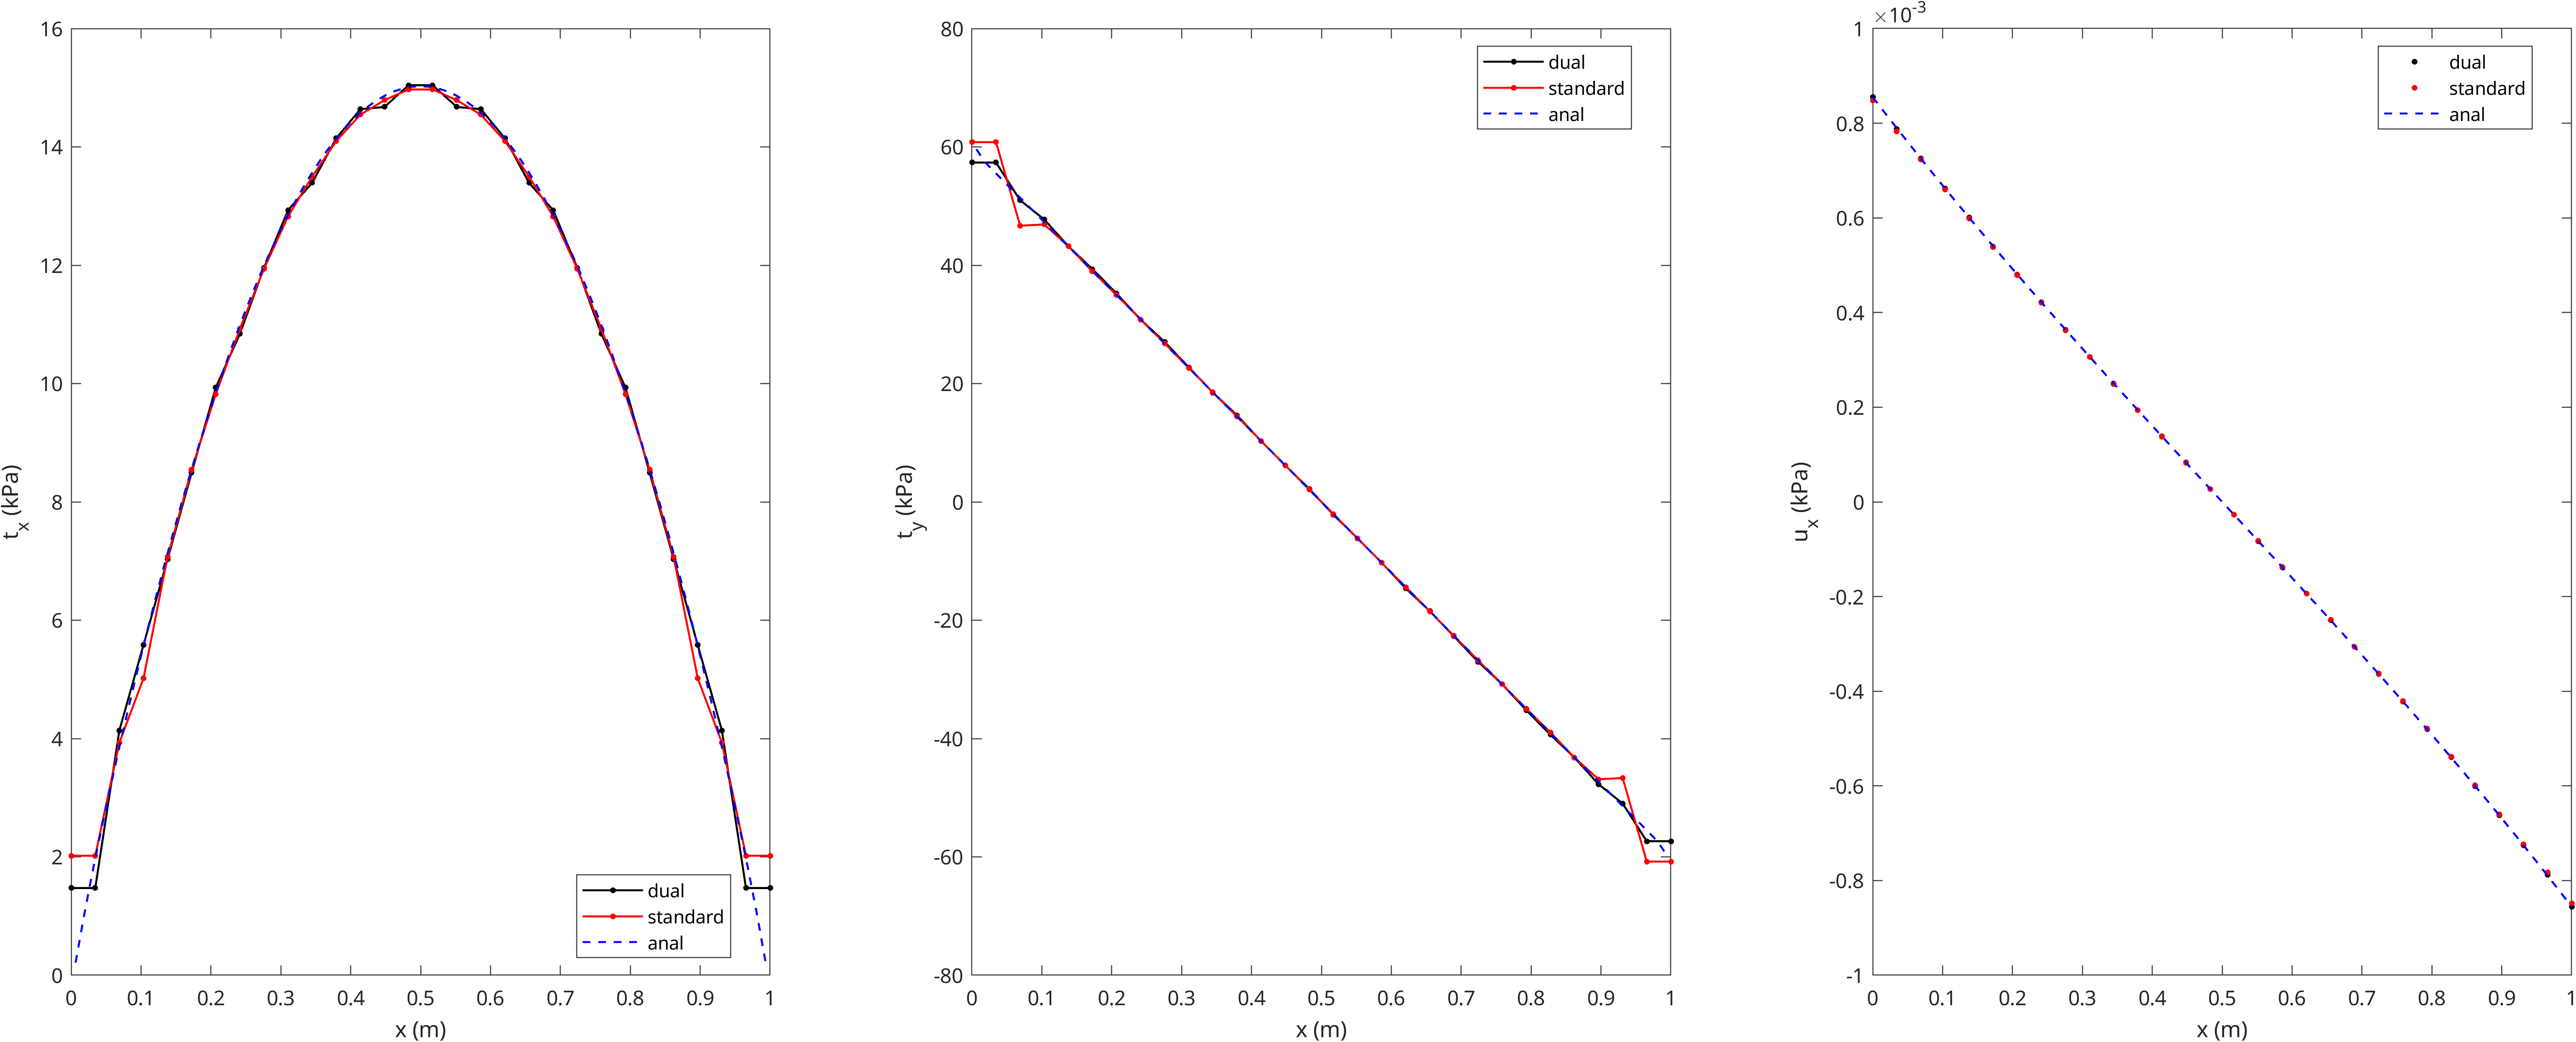 16
14
12
10
8
6
4
2
0
t_x (kPa)
0 0.1 0.2 0.3 0.4 0.5 0.6 0.7 0.8 0.9 1
x (m)
dual
standard
anal
80
60
40
20
0
-20
-40
-60
-80
t_y (kPa)
0 0.1 0.2 0.3 0.4 0.5 0.6 0.7 0.8 0.9 1
x (m)
dual
standard
anal
×10^-3
1
0.8
0.6
0.4
0.2
0
-0.2
-0.4
-0.6
-0.8
-1
u_x (kPa)
0 0.1 0.2 0.3 0.4 0.5 0.6 0.7 0.8 0.9 1
x (m)
dual
standard
anal